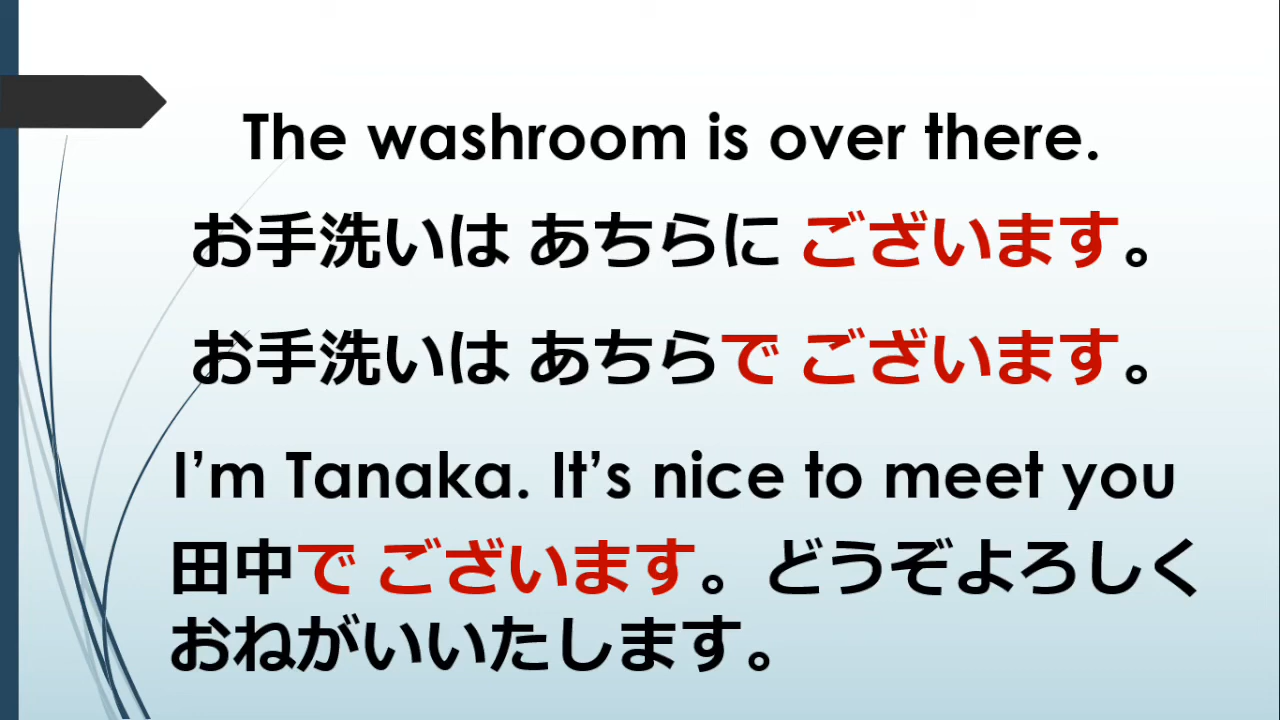 The washroom is over there.
お手洗いは あちらに ございます。
お手洗いは あちらで ございます。
I’m Tanaka. It’s nice to meet you
田中で ございます。どうぞよろしく
おねがいいたします。